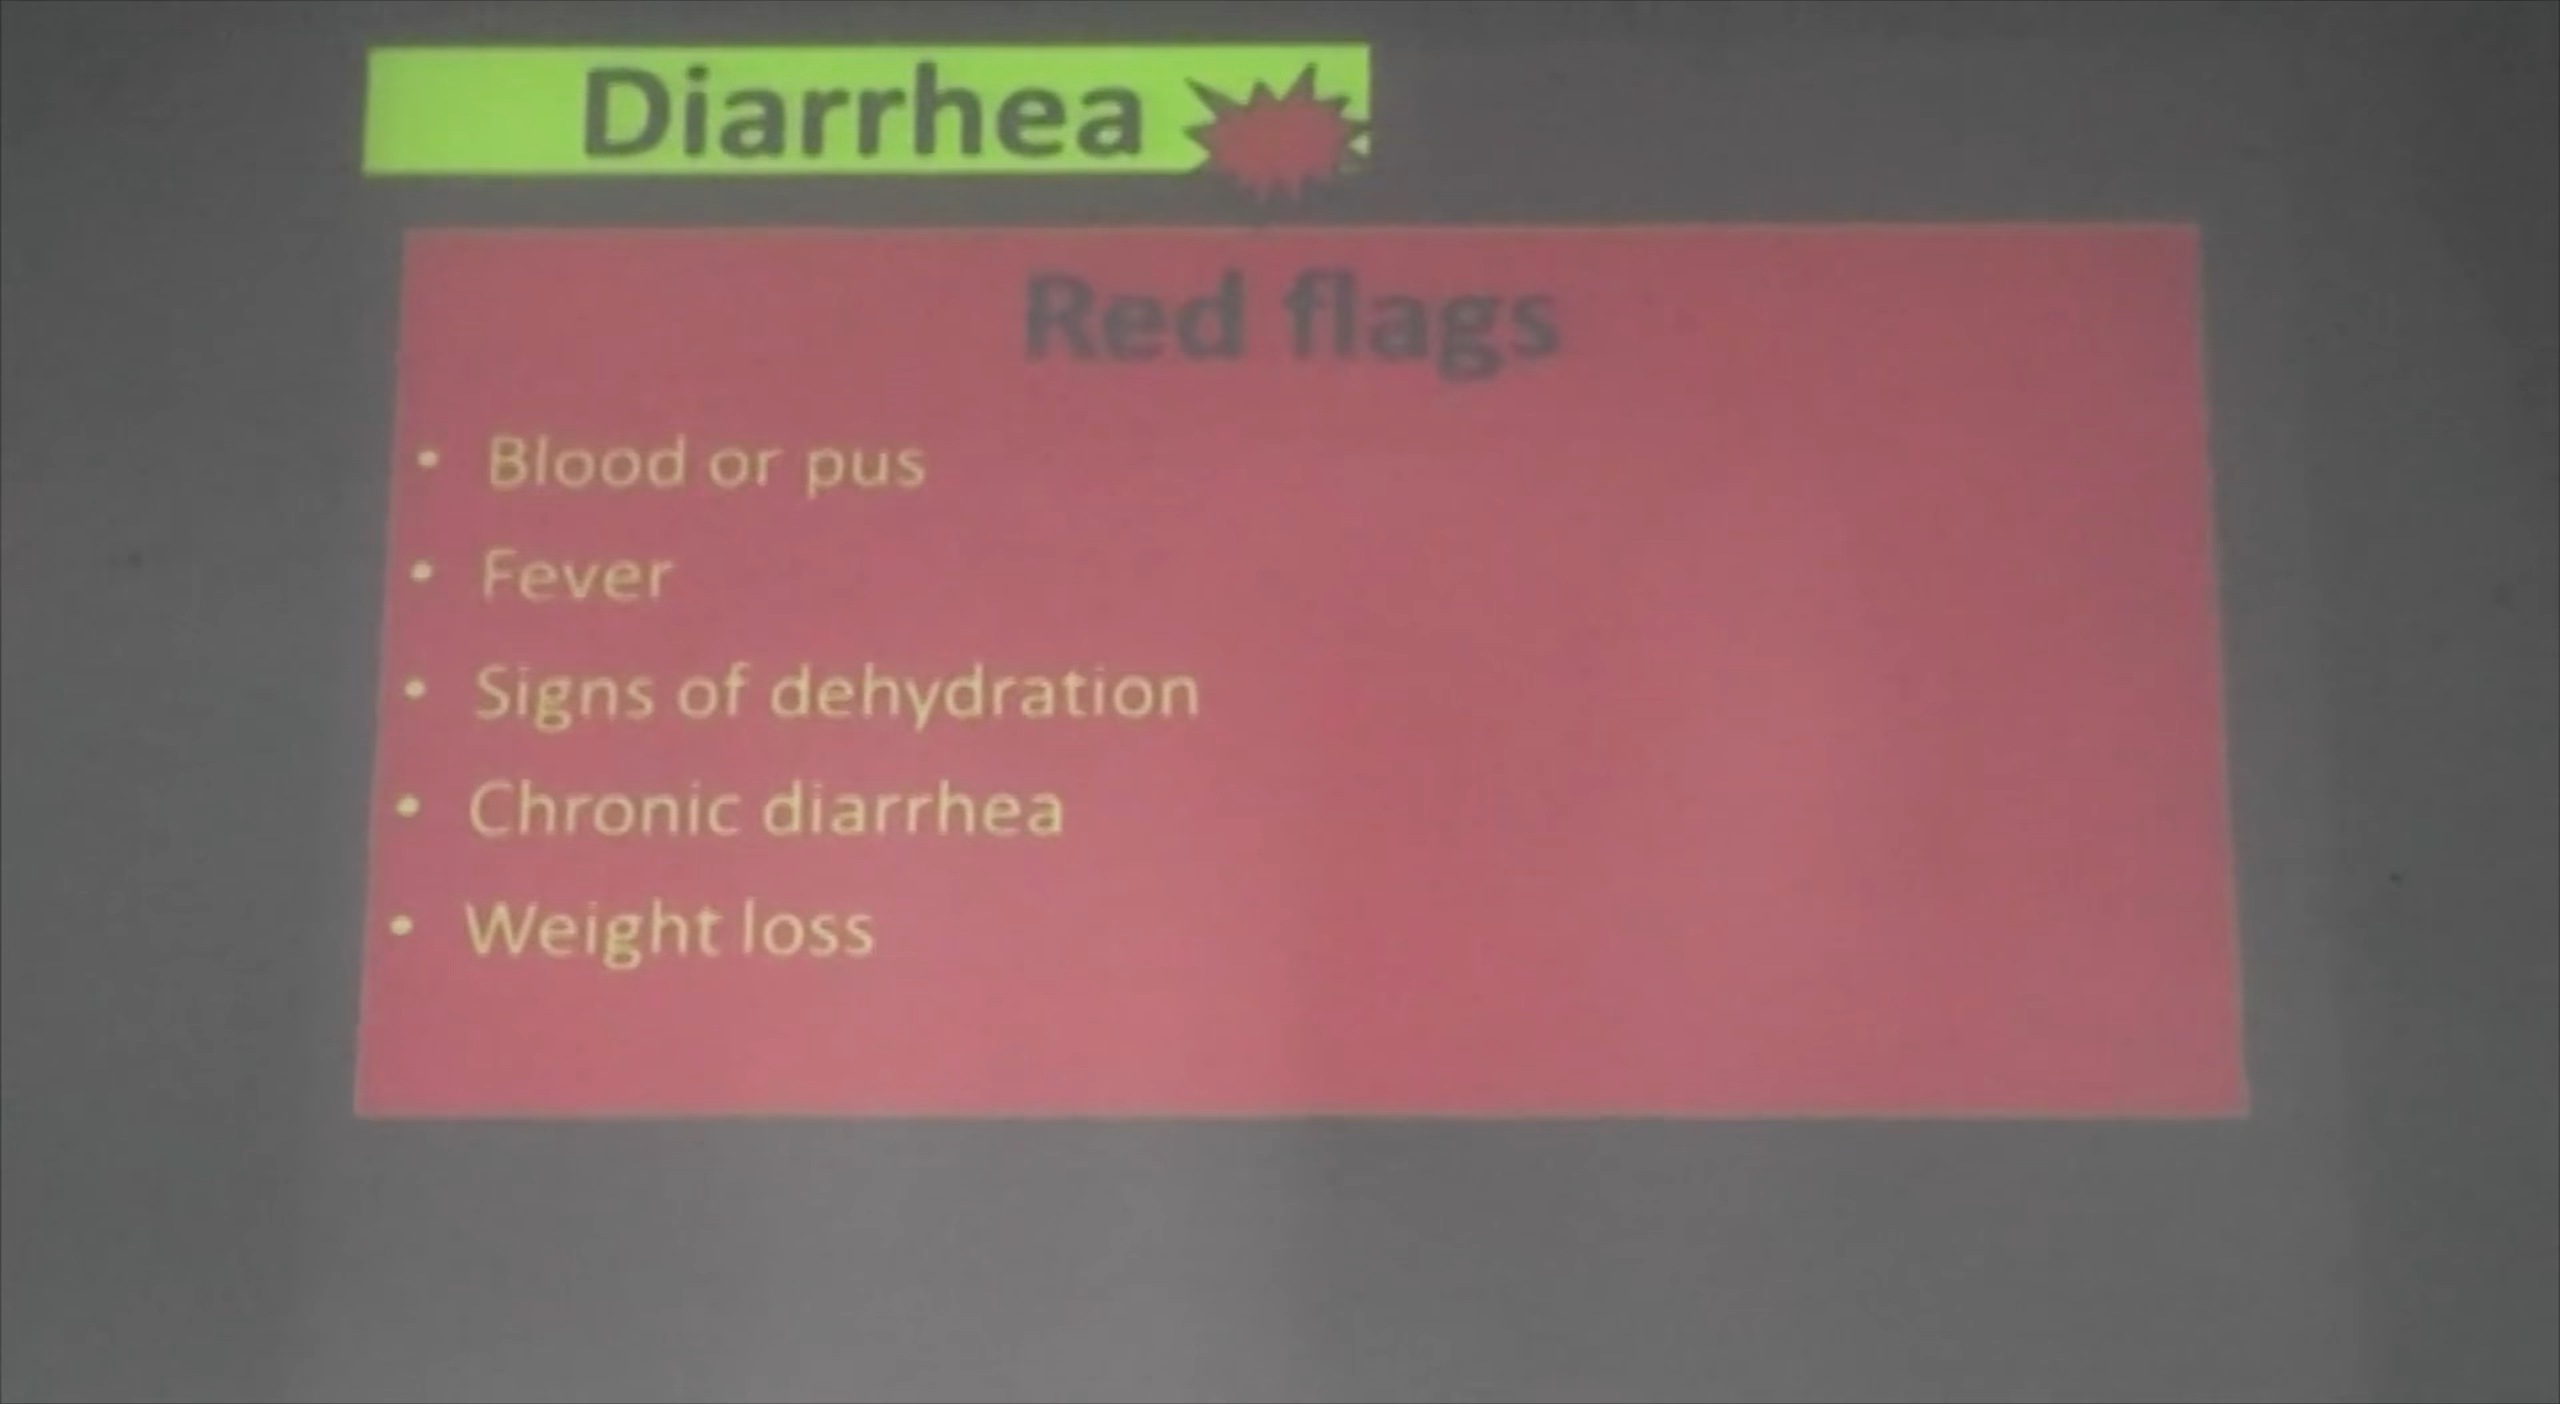 Diarrhea
Red flags
• Blood or pus
• Fever
• Signs of dehydration
• Chronic diarrhea
• Weight loss